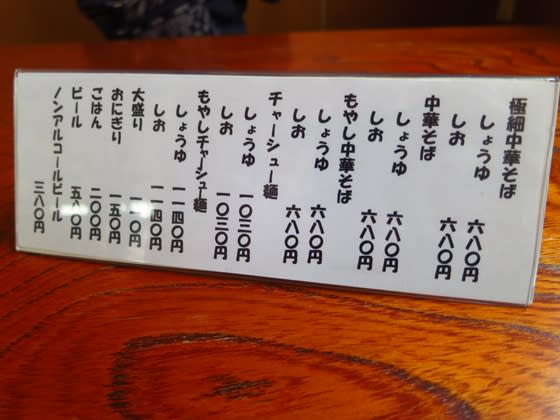 極細中華そば
しょうゆ 六八〇円
しお 六八〇円
中華そば
しょうゆ 六八〇円
しお 六八〇円
もやし中華そば
しょうゆ 六八〇円
しお 六八〇円
チャーシュー麺
しょうゆ 一〇三〇円
しお 一〇三〇円
もやしチャーシュー麺
しょうゆ 一一四〇円
しお 一一四〇円
大盛り 一一〇円
おにぎり 一五〇円
ごはん 二〇〇円
ビール 五八〇円
ノンアルコールビール 三八〇円